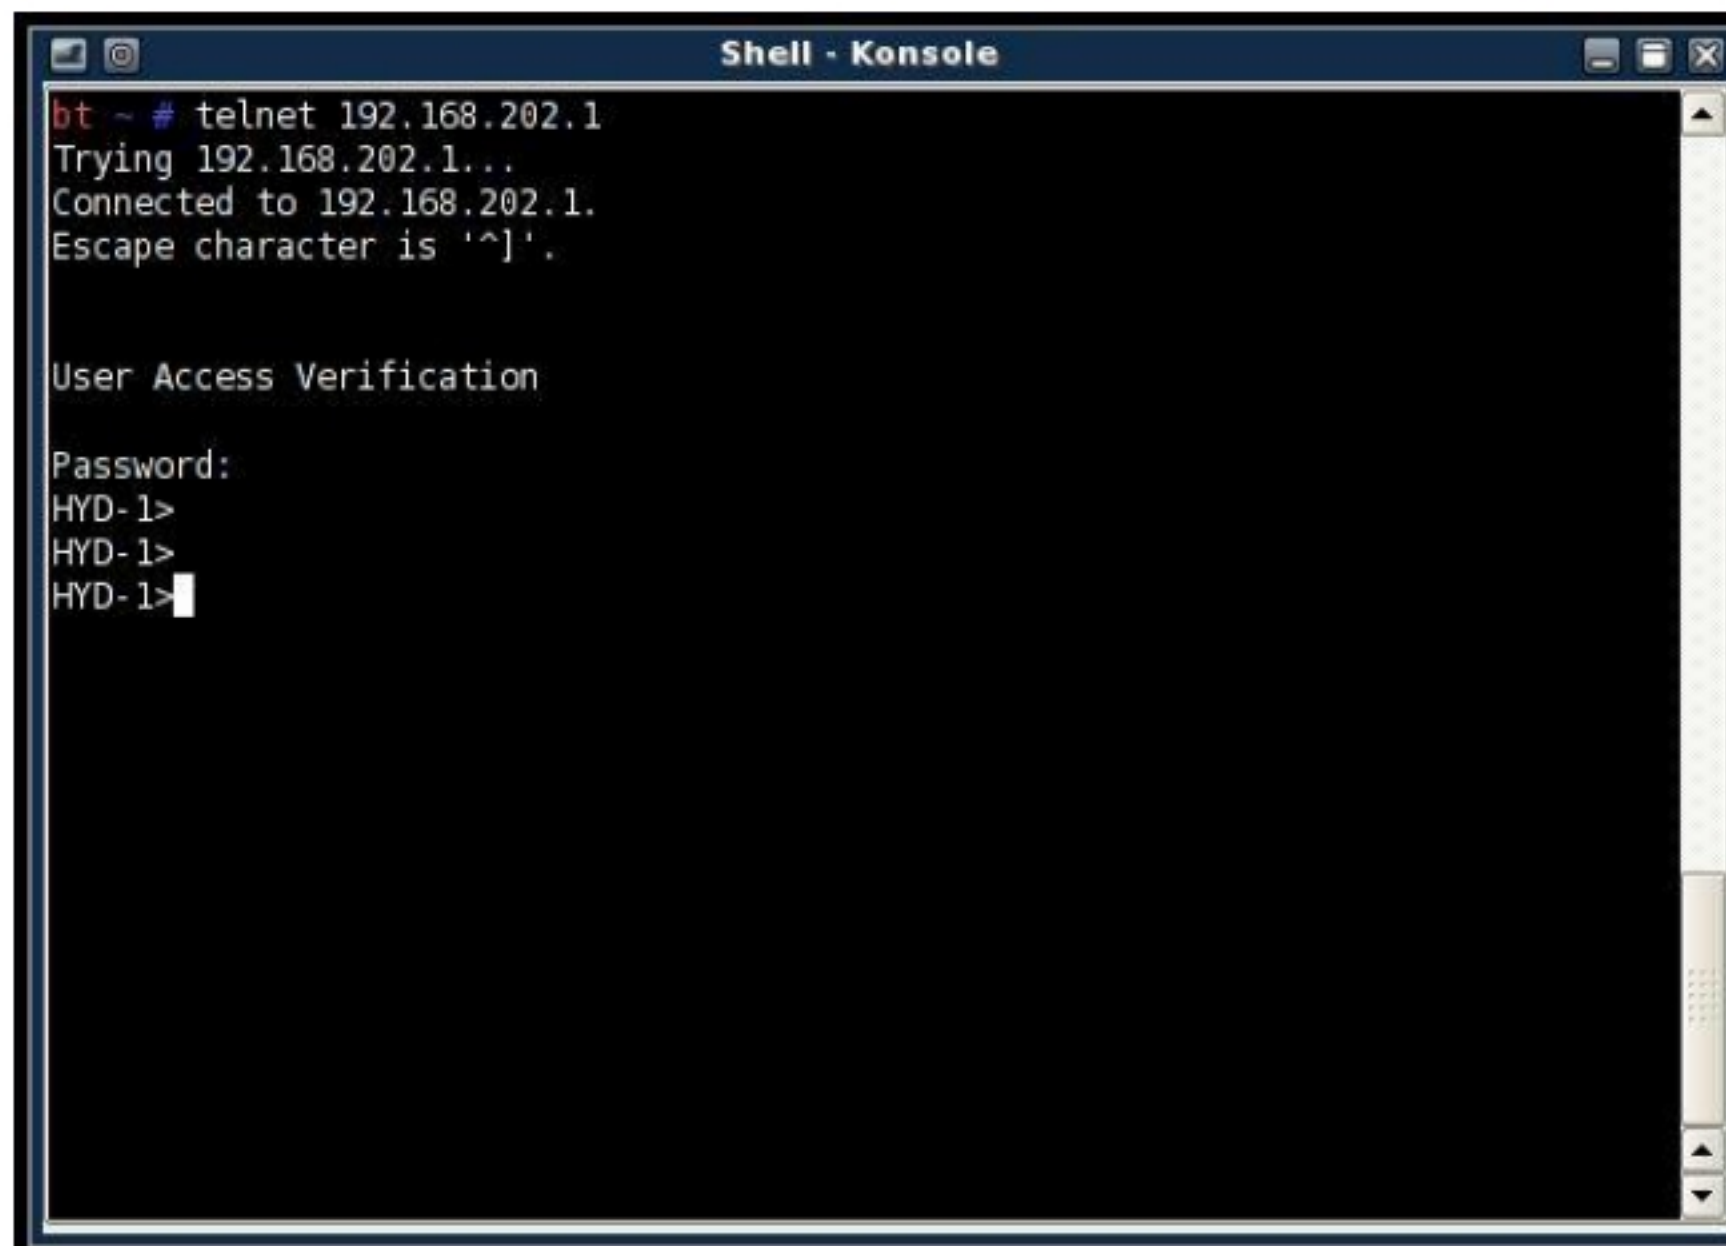 Shell - Konsole
bt ~ # telnet 192.168.202.1
Trying 192.168.202.1...
Connected to 192.168.202.1.
Escape character is '^]'.
User Access Verification
Password:
HYD-1>
HYD-1>
HYD-1>